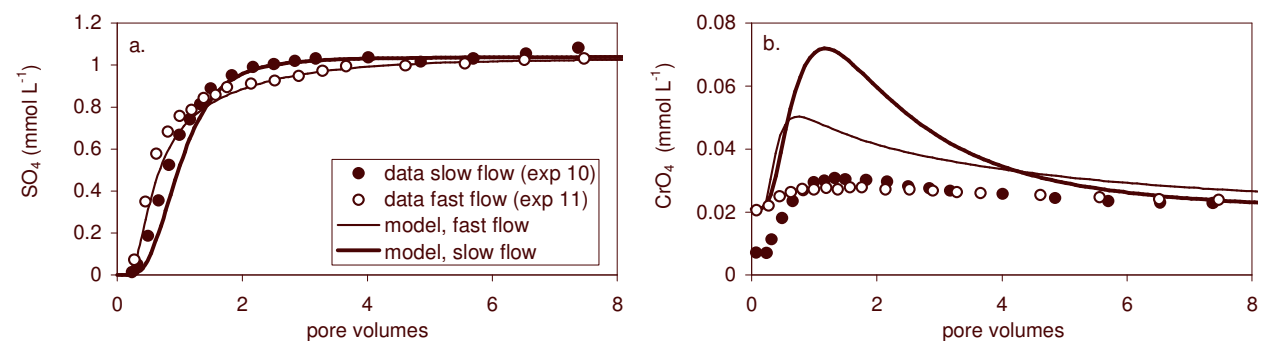 a.
1.2
1
0.8
0.6
0.4
0.2
0
SO₄ (mmol L⁻¹)
data slow flow (exp 10)
data fast flow (exp 11)
model, fast flow
model, slow flow
0 2 4 6 8
pore volumes
b.
0.08
0.06
0.04
0.02
0
CrO₄ (mmol L⁻¹)
0 2 4 6 8
pore volumes